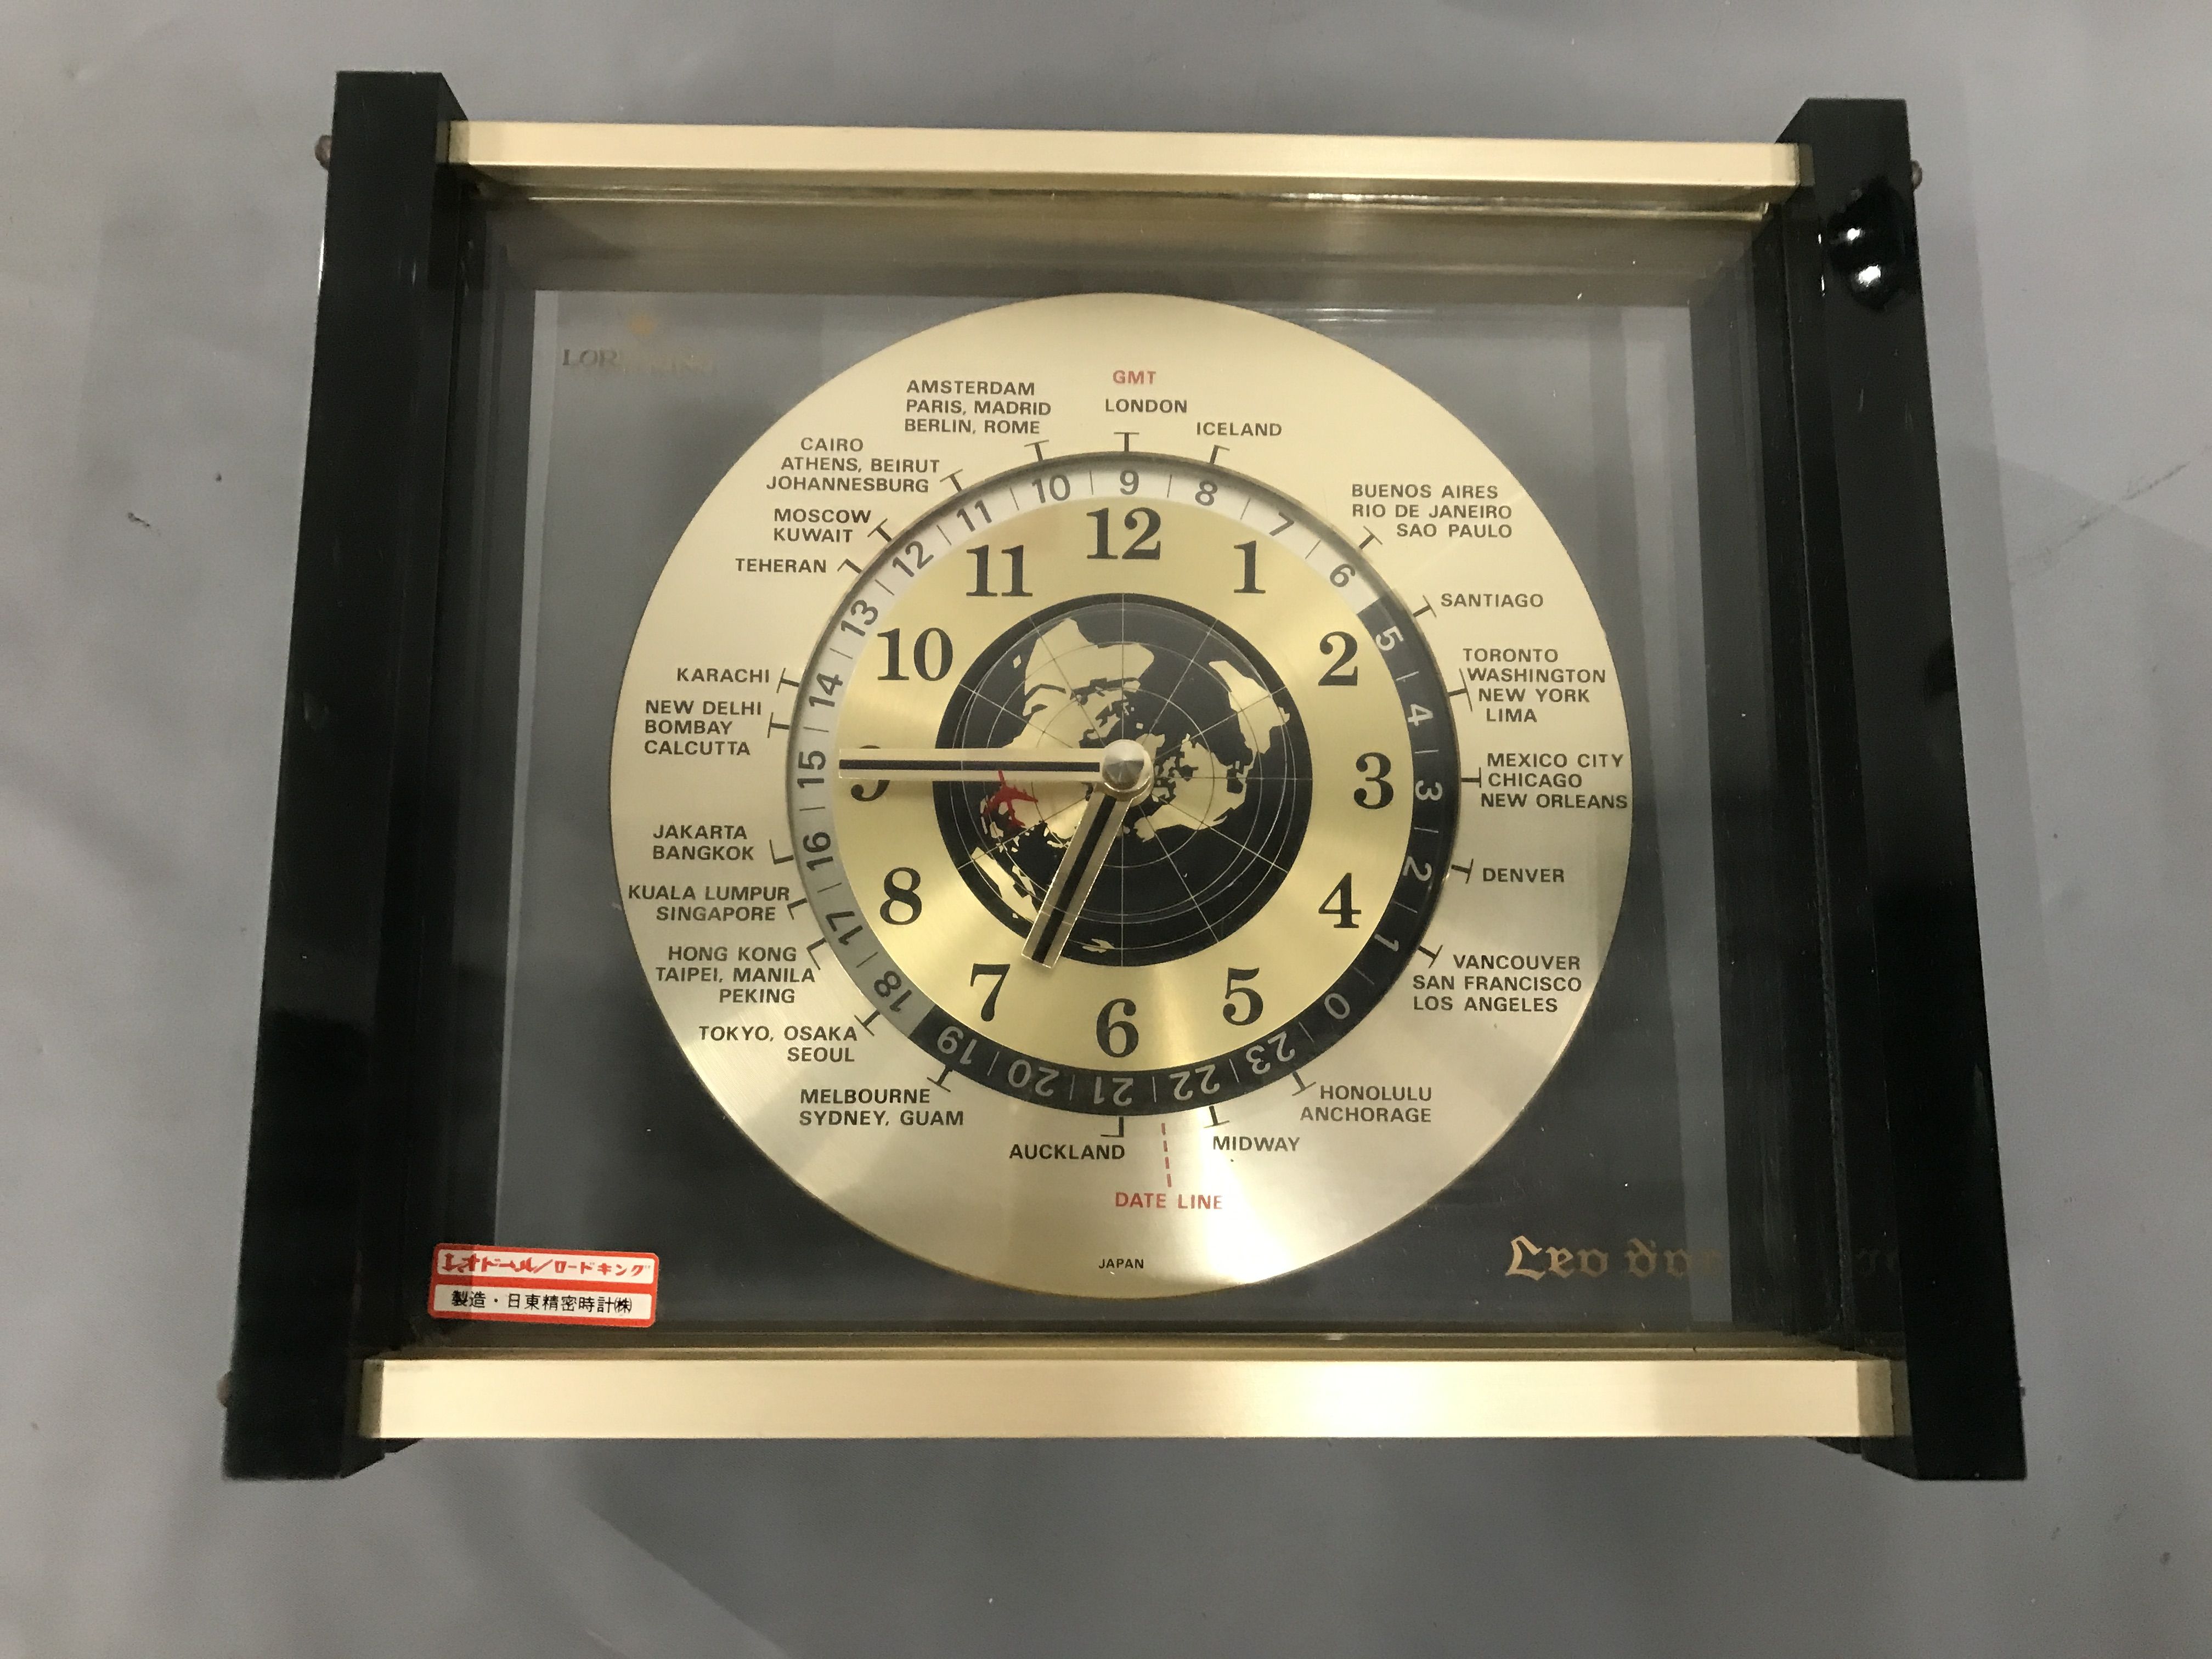 GMT
LONDON
ICELAND
AMSTERDAM
PARIS, MADRID
BERLIN, ROME
CAIRO
ATHENS, BEIRUT
JOHANNESBURG
MOSCOW
KUWAIT
TEHERAN
KARACHI
NEW DELHI
BOMBAY
CALCUTTA
JAKARTA
BANGKOK
KUALA LUMPUR
SINGAPORE
HONG KONG
TAIPEI, MANILA
PEKING
TOKYO, OSAKA
SEOUL
MELBOURNE
SYDNEY, GUAM
AUCKLAND
DATE LINE
MIDWAY
HONOLULU
ANCHORAGE
VANCOUVER
SAN FRANCISCO
LOS ANGELES
DENVER
MEXICO CITY
CHICAGO
NEW ORLEANS
TORONTO
WASHINGTON
NEW YORK
LIMA
SANTIAGO
BUENOS AIRES
RIO DE JANEIRO
SAO PAULO
9 8 7 6 5 4 3 2 1 0 23 22 21 20 19 18 17 16 15 14 13 12 11 10
12 1 2 3 4 5 6 7 8 9 10 11
JAPAN
Leo d'or
レオドール/ロードキング
製造・日東精密時計㈱